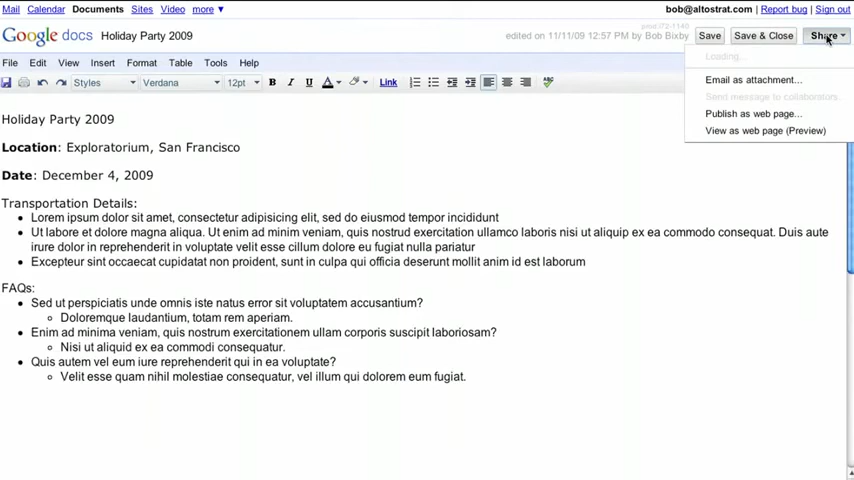 Mail Calendar Documents Sites Video more ▼ bob@altostrat.com | Report bug | Sign out
prod:i72-1140
Google docs Holiday Party 2009 edited on 11/11/09 12:57 PM by Bob Bixby Save Save & Close Share
File Edit View Insert Format Table Tools Help
Loading...
Styles Verdana 12pt B I U A Link
Email as attachment...
Send message to collaborators...
Publish as web page...
View as web page (Preview)
Holiday Party 2009
Location: Exploratorium, San Francisco
Date: December 4, 2009
Transportation Details:
Lorem ipsum dolor sit amet, consectetur adipisicing elit, sed do eiusmod tempor incididunt
Ut labore et dolore magna aliqua. Ut enim ad minim veniam, quis nostrud exercitation ullamco laboris nisi ut aliquip ex ea commodo consequat. Duis aute
irure dolor in reprehenderit in voluptate velit esse cillum dolore eu fugiat nulla pariatur
Excepteur sint occaecat cupidatat non proident, sunt in culpa qui officia deserunt mollit anim id est laborum
FAQs:
Sed ut perspiciatis unde omnis iste natus error sit voluptatem accusantium?
Doloremque laudantium, totam rem aperiam.
Enim ad minima veniam, quis nostrum exercitationem ullam corporis suscipit laboriosam?
Nisi ut aliquid ex ea commodi consequatur.
Quis autem vel eum iure reprehenderit qui in ea voluptate?
Velit esse quam nihil molestiae consequatur, vel illum qui dolorem eum fugiat.